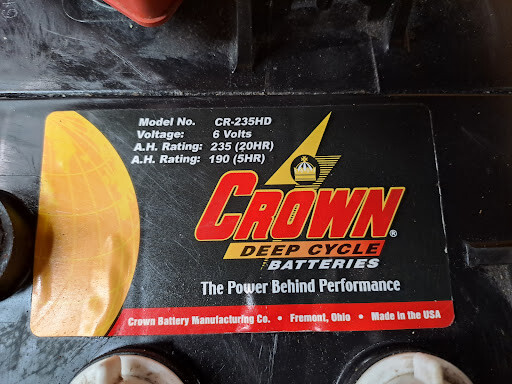 Model No. CR-235HD
Voltage: 6 Volts
A.H. Rating: 235 (20HR)
A.H. Rating: 190 (5HR)
CROWN®
DEEP CYCLE
BATTERIES
The Power Behind Performance
Crown Battery Manufacturing Co. • Fremont, Ohio • Made in the USA